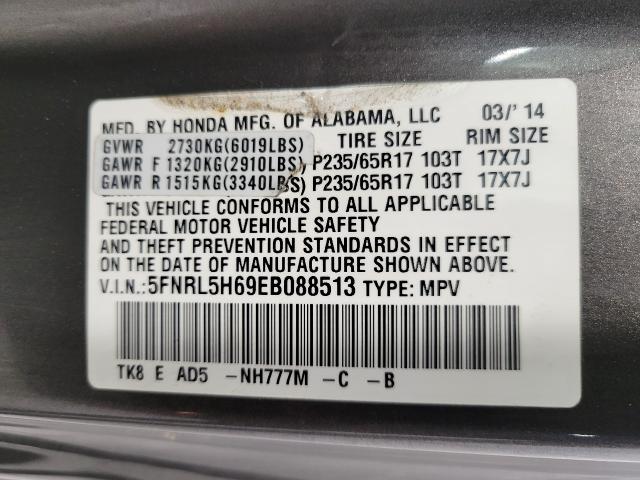 MFD. BY HONDA MFG. OF ALABAMA, LLC 03/'14
GVWR 2730KG(6019LBS) TIRE SIZE RIM SIZE
GAWR F 1320KG(2910LBS) P235/65R17 103T 17X7J
GAWR R 1515KG(3340LBS) P235/65R17 103T 17X7J
THIS VEHICLE CONFORMS TO ALL APPLICABLE
FEDERAL MOTOR VEHICLE SAFETY
AND THEFT PREVENTION STANDARDS IN EFFECT
ON THE DATE OF MANUFACTURE SHOWN ABOVE.
V.I.N.:5FNRL5H69EB088513 TYPE: MPV
TK8 E AD5 -NH777M -C -B